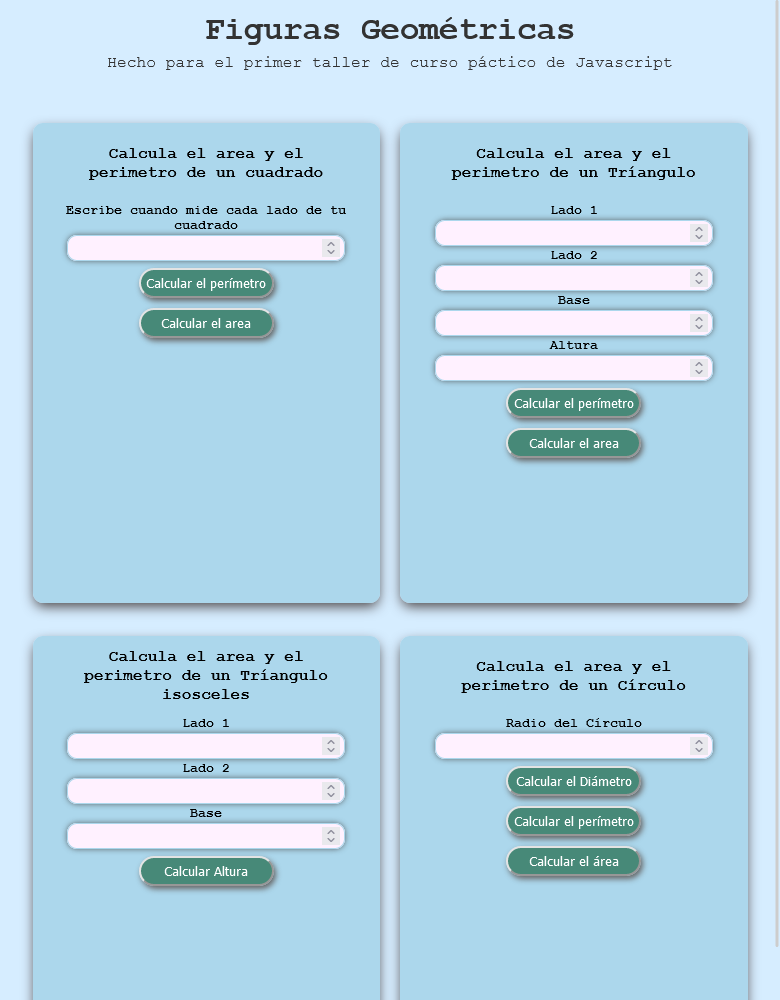 Figuras Geométricas
Hecho para el primer taller de curso páctico de Javascript
Calcula el area y el
perimetro de un cuadrado
Escribe cuando mide cada lado de tu
cuadrado
Calcular el perímetro
Calcular el area
Calcula el area y el
perimetro de un Tríangulo
Lado 1
Lado 2
Base
Altura
Calcular el perímetro
Calcular el area
Calcula el area y el
perimetro de un Tríangulo
isosceles
Lado 1
Lado 2
Base
Calcular Altura
Calcula el area y el
perimetro de un Círculo
Radio del Círculo
Calcular el Diámetro
Calcular el perímetro
Calcular el área